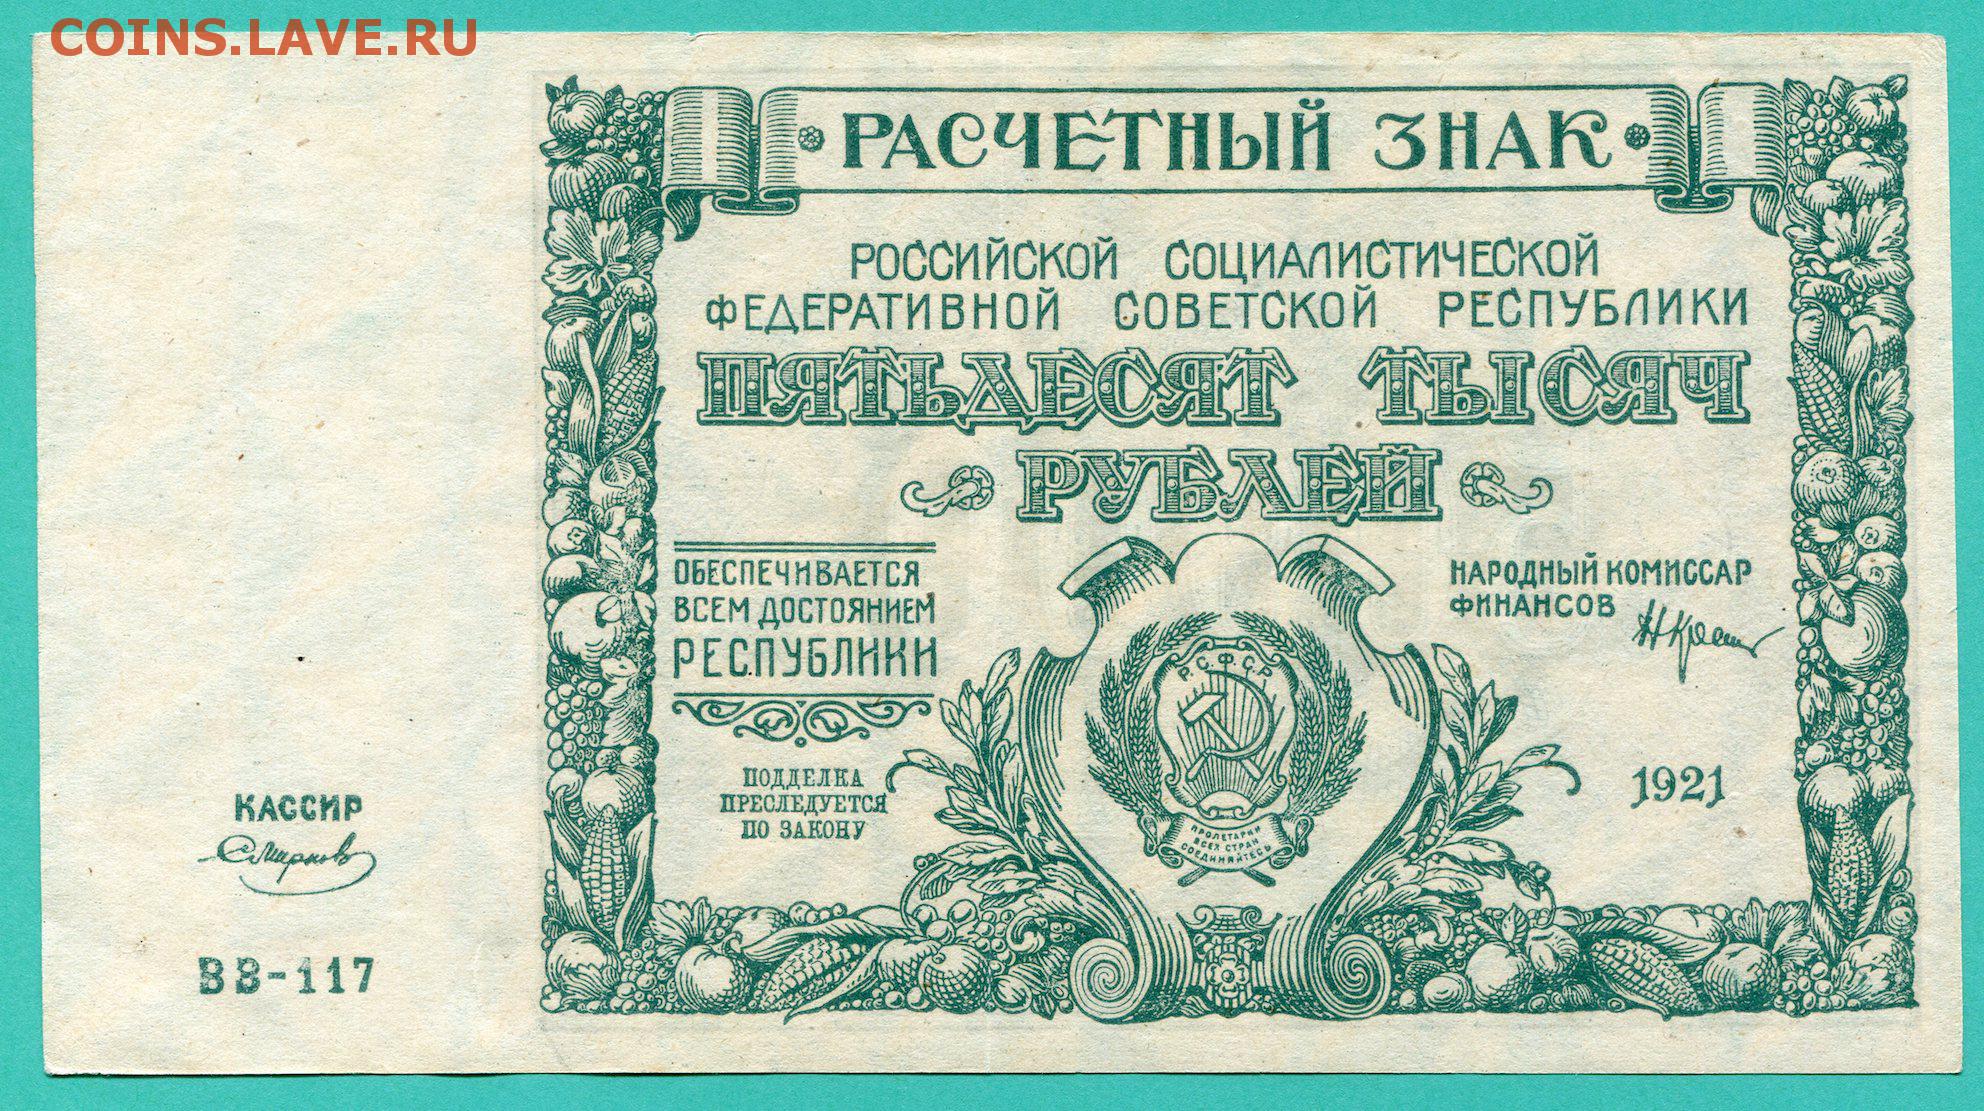 COINS.LAVE.RU
РАСЧЕТНЫЙ ЗНАК
РОССИЙСКОЙ СОЦИАЛИСТИЧЕСКОЙ
ФЕДЕРАТИВНОЙ СОВЕТСКОЙ РЕСПУБЛИКИ
ПЯТЬДЕСЯТ ТЫСЯЧ
РУБЛЕЙ
ОБЕСПЕЧИВАЕТСЯ
ВСЕМ ДОСТОЯНИЕМ
РЕСПУБЛИКИ
ПОДДЕЛКА
ПРЕСЛЕДУЕТСЯ
ПО ЗАКОНУ
Р.С.Ф.С.Р.
ПРОЛЕТАРИИ
ВСЕХ СТРАН
СОЕДИНЯЙТЕСЬ
НАРОДНЫЙ КОМИССАР
ФИНАНСОВ
1921
КАССИР
Смирнов
ВВ-117